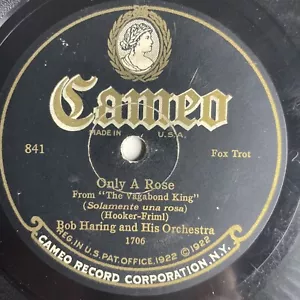 Cameo
MADE IN U.S.A.
841 Fox Trot
Only A Rose
From "The Vagabond King"
(Solamente una rosa)
(Hooker-Friml)
Bob Haring and His Orchestra
1706
REG. IN U.S. PAT. OFFICE. 1922 © 1922
CAMEO RECORD CORPORATION, N.Y.